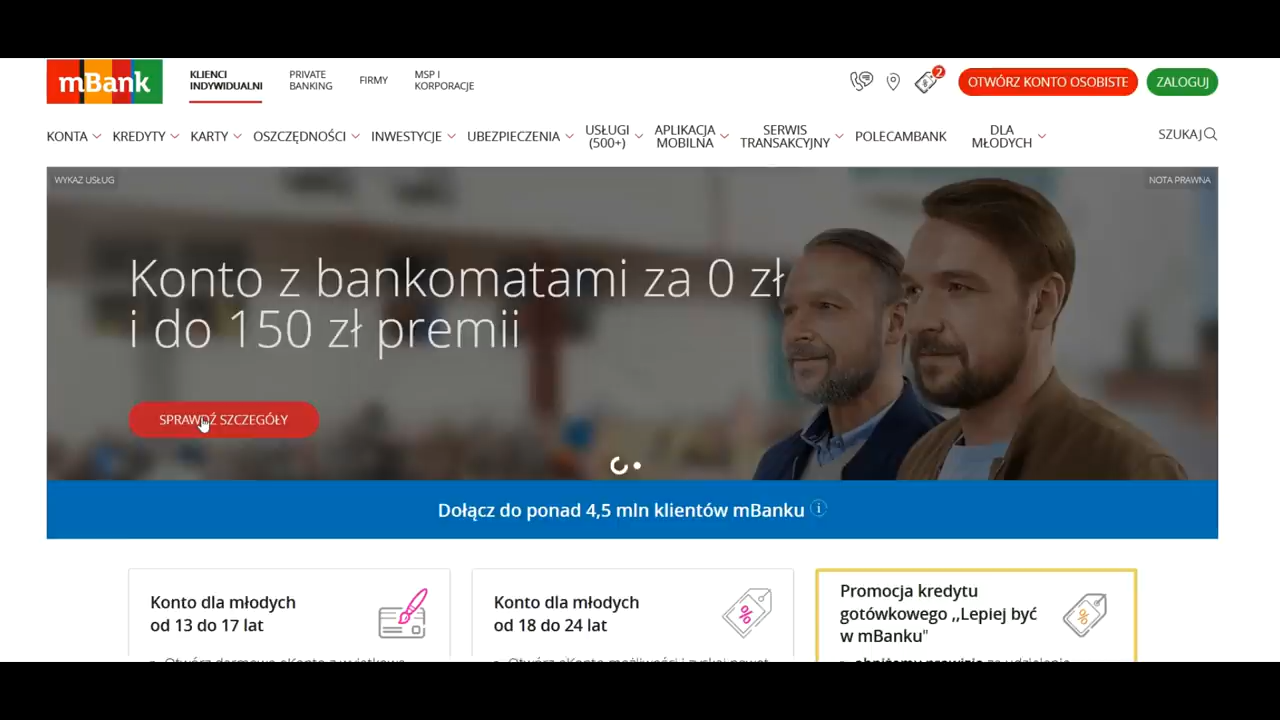 mBank
KLIENCI
INDYWIDUALNI
PRIVATE
BANKING
FIRMY
MSP I
KORPORACJE
2
OTWÓRZ KONTO OSOBISTE
ZALOGUJ
KONTA
KREDYTY
KARTY
OSZCZĘDNOŚCI
INWESTYCJE
UBEZPIECZENIA
USŁUGI
(500+)
APLIKACJA
MOBILNA
SERWIS
TRANSAKCYJNY
POLECAMBANK
DLA
MŁODYCH
SZUKAJ
WYKAZ USŁUG
NOTA PRAWNA
Konto z bankomatami za 0 zł
i do 150 zł premii
SPRAWDŹ SZCZEGÓŁY
Dołącz do ponad 4,5 mln klientów mBanku
Konto dla młodych
od 13 do 17 lat
Konto dla młodych
od 18 do 24 lat
Promocja kredytu
gotówkowego ,,Lepiej być
w mBanku"